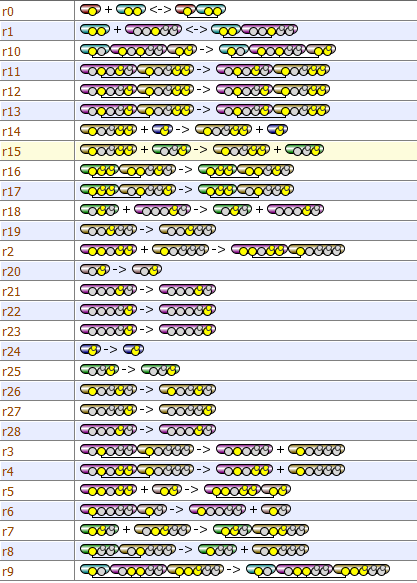 r0 + <->
r1 + <->
r10 ->
r11 ->
r12 ->
r13 ->
r14 + -> +
r15 + -> +
r16 ->
r17 ->
r18 + -> +
r19 ->
r2 + ->
r20 ->
r21 ->
r22 ->
r23 ->
r24 ->
r25 ->
r26 ->
r27 ->
r28 ->
r3 -> +
r4 -> +
r5 + ->
r6 -> +
r7 + ->
r8 -> +
r9 ->